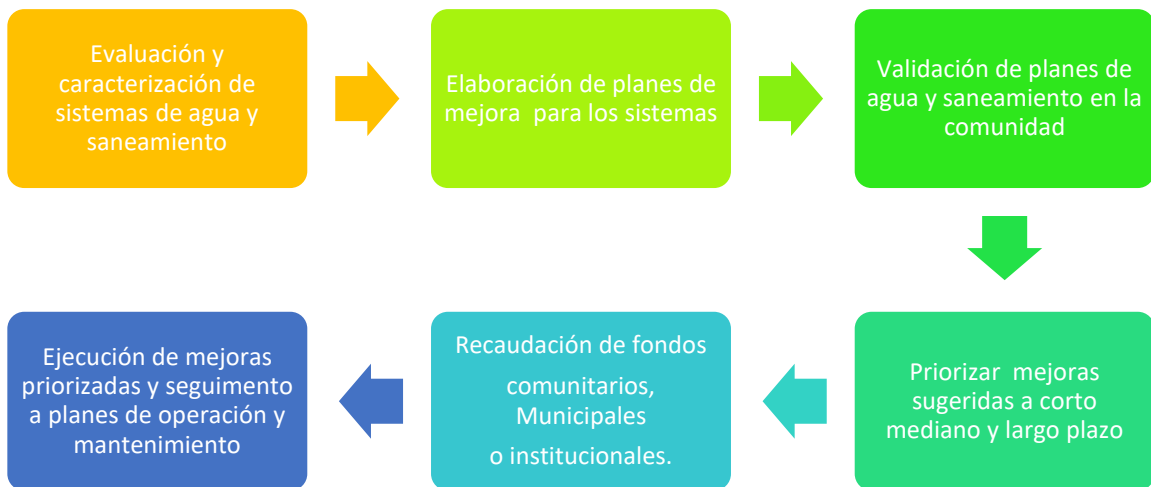 Evaluación y
caracterización de
sistemas de agua y
saneamiento
Elaboración de planes de
mejora para los sistemas
Validación de planes de
agua y saneamiento en la
comunidad
Priorizar mejoras
sugeridas a corto
mediano y largo plazo
Recaudación de fondos
comunitarios,
Municipales
o institucionales.
Ejecución de mejoras
priorizadas y seguimento
a planes de operación y
mantenimiento